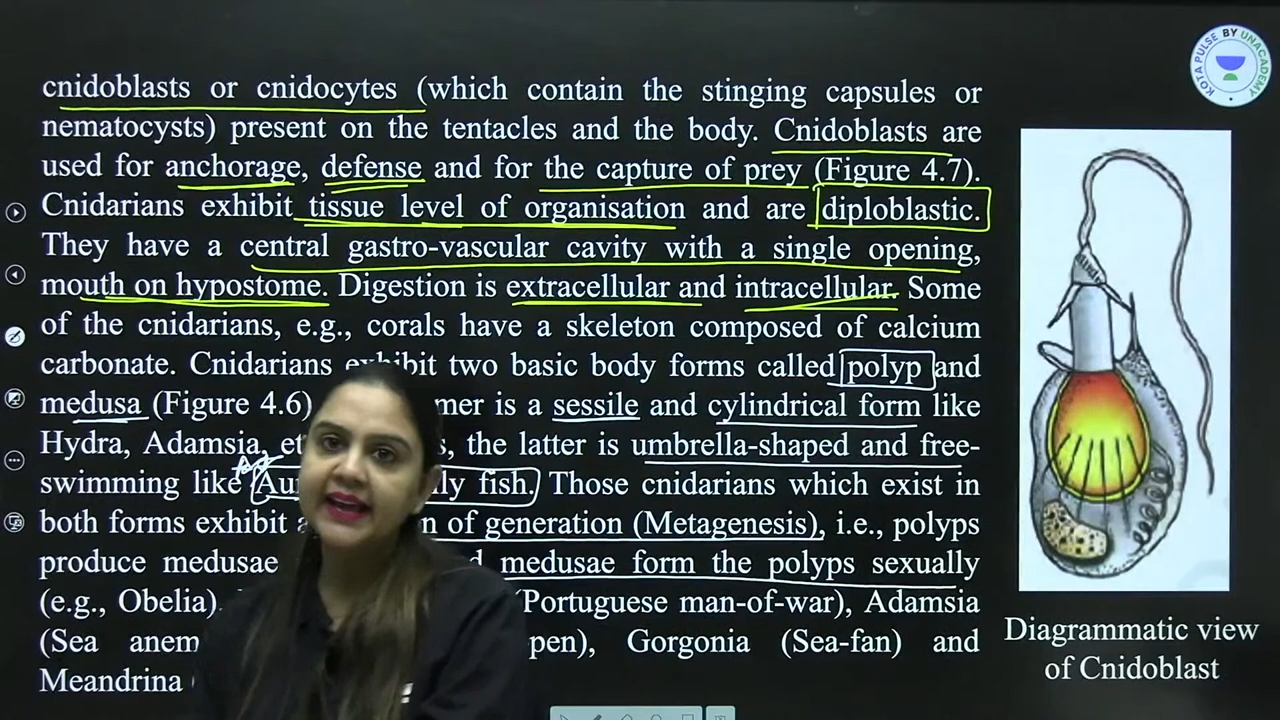 KOTA PULSE BY UNACADEMY
cnidoblasts or cnidocytes (which contain the stinging capsules or
nematocysts) present on the tentacles and the body. Cnidoblasts are
used for anchorage, defense and for the capture of prey (Figure 4.7).
Cnidarians exhibit tissue level of organisation and are diploblastic.
They have a central gastro-vascular cavity with a single opening,
mouth on hypostome. Digestion is extracellular and intracellular. Some
of the cnidarians, e.g., corals have a skeleton composed of calcium
carbonate. Cnidarians exhibit two basic body forms called polyp and
medusa (Figure 4.6) mer is a sessile and cylindrical form like
Hydra, Adamsia, et s, the latter is umbrella-shaped and free-
swimming like Au lly fish. Those cnidarians which exist in
both forms exhibit a n of generation (Metagenesis), i.e., polyps
produce medusae d medusae form the polyps sexually
(e.g., Obelia). (Portuguese man-of-war), Adamsia
(Sea anem pen), Gorgonia (Sea-fan) and
Meandrina (
Diagrammatic view
of Cnidoblast